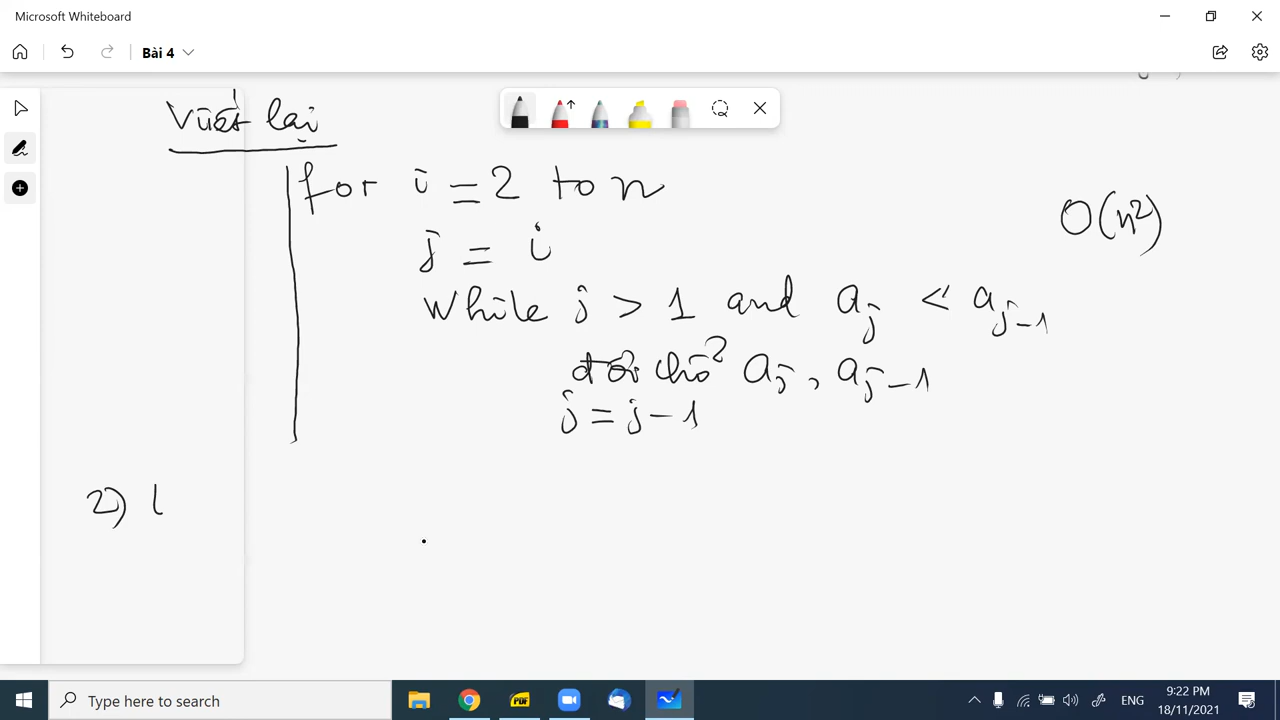 Microsoft Whiteboard
Bài 4
Viết lại
for i = 2 to n
O(n²)
j = i
While j > 1 and aⱼ < aⱼ₋₁
đổi chỗ aⱼ, aⱼ₋₁
j = j - 1
2)
Type here to search
ENG
9:22 PM
18/11/2021